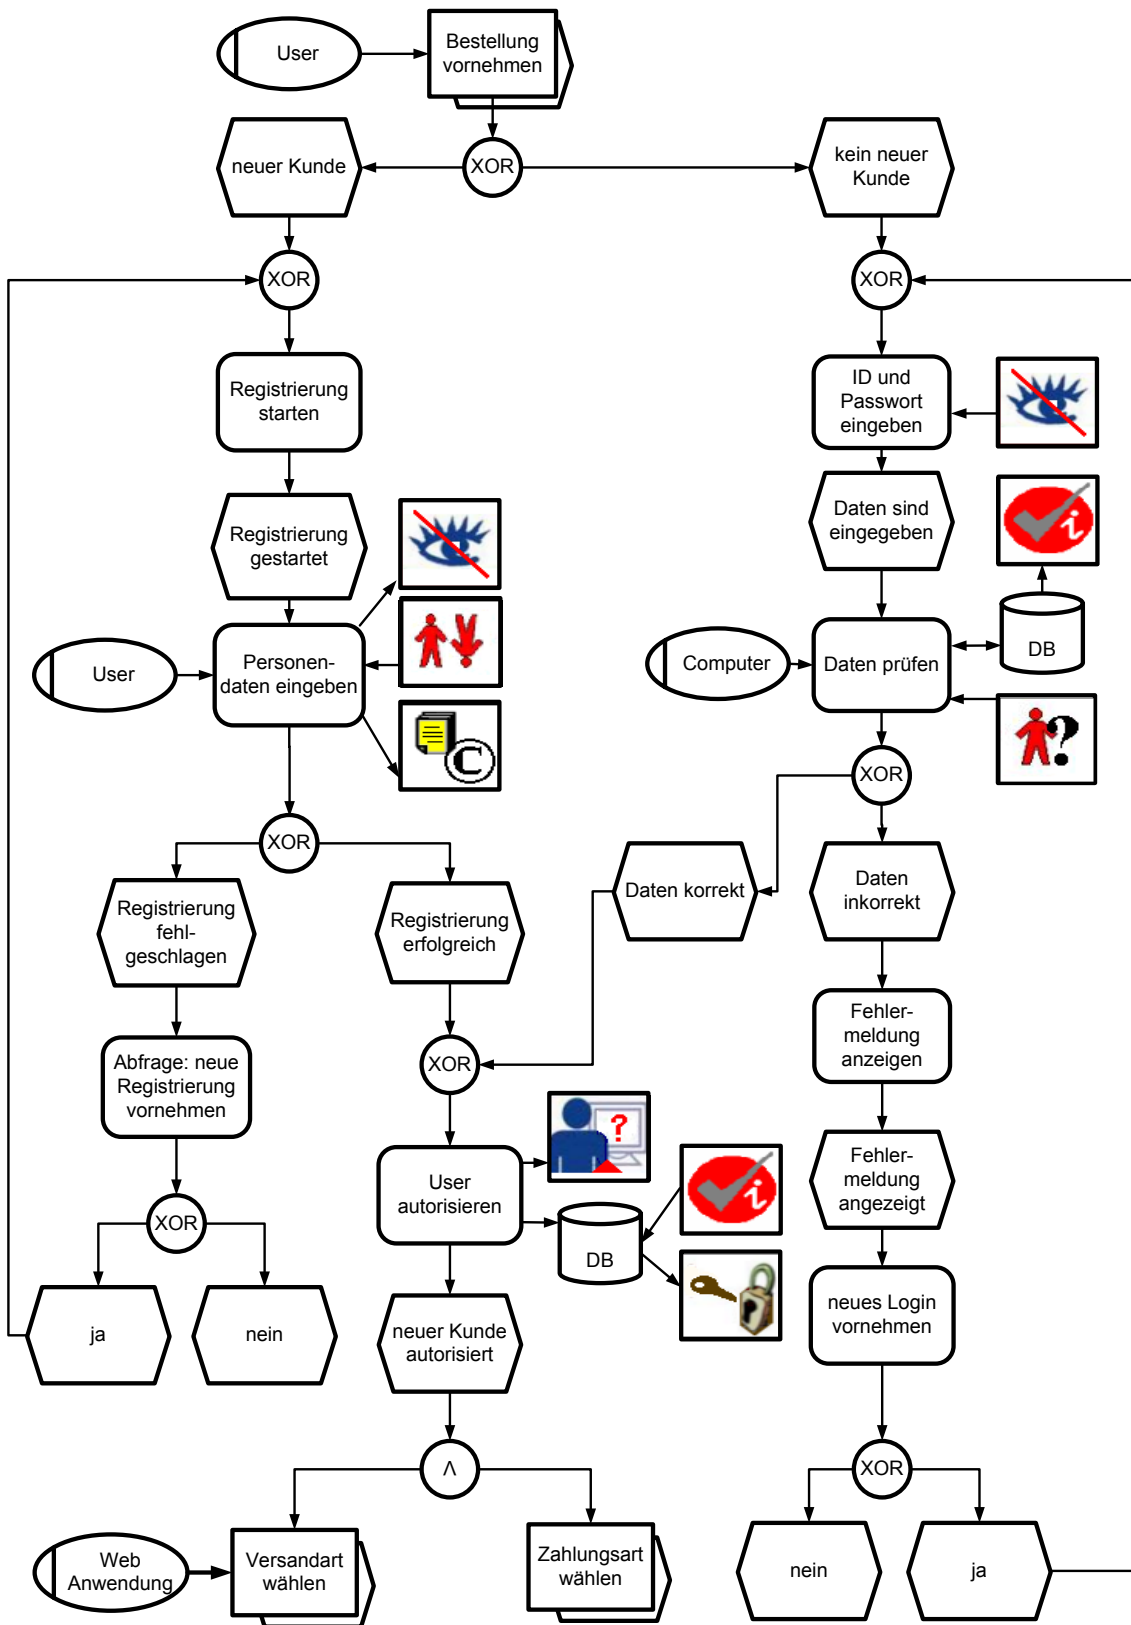 User
Bestellung
vornehmen
neuer Kunde
XOR
kein neuer
Kunde
XOR
XOR
Registrierung
starten
ID und
Passwort
eingeben
Registrierung
gestartet
Daten sind
eingegeben
i
User
Personen-
daten eingeben
Computer
Daten prüfen
DB
?
C
XOR
XOR
Registrierung
fehl-
geschlagen
Registrierung
erfolgreich
Daten korrekt
Daten
inkorrekt
Abfrage: neue
Registrierung
vornehmen
XOR
Fehler-
meldung
anzeigen
?
User
autorisieren
DB
i
Fehler-
meldung
angezeigt
XOR
ja
nein
neuer Kunde
autorisiert
neues Login
vornehmen
Λ
XOR
Web
Anwendung
Versandart
wählen
Zahlungsart
wählen
nein
ja